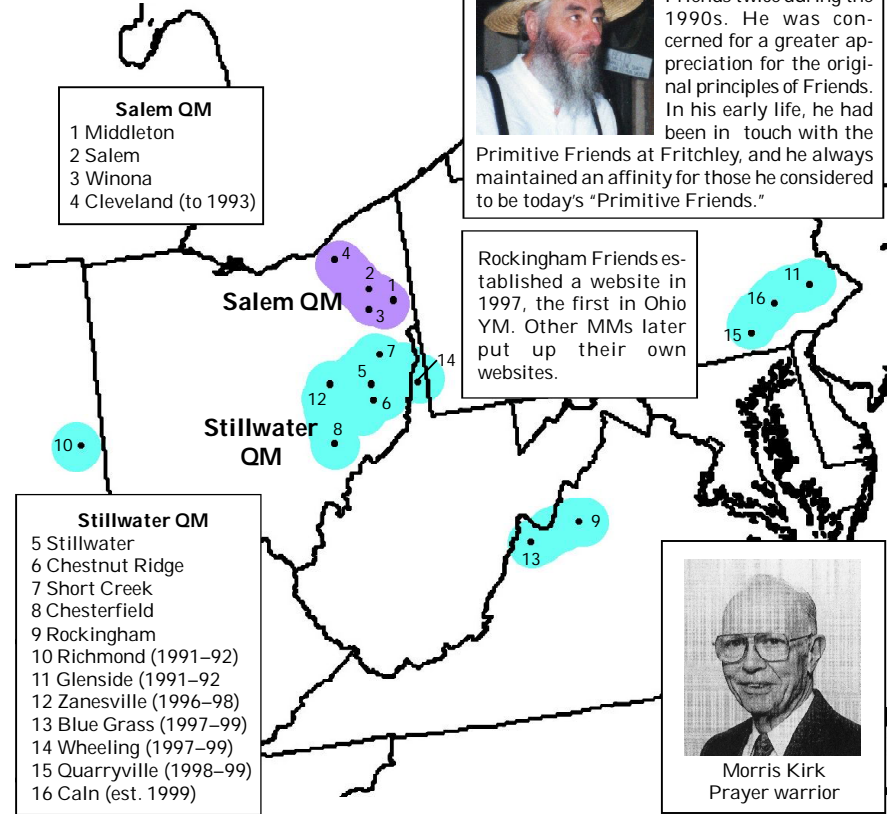 Friends twice during the
1990s. He was con-
cerned for a greater ap-
preciation for the origi-
nal principles of Friends.
In his early life, he had
been in touch with the
Primitive Friends at Fritchley, and he always
maintained an affinity for those he considered
to be today's “Primitive Friends.”
Salem QM
1 Middleton
2 Salem
3 Winona
4 Cleveland (to 1993)
Rockingham Friends es-
tablished a website in
1997, the first in Ohio
YM. Other MMs later
put up their own
websites.
4
2
1
Salem QM
3
11
16
15
7
14
5
12
6
Stillwater
QM
8
10
9
13
Stillwater QM
5 Stillwater
6 Chestnut Ridge
7 Short Creek
8 Chesterfield
9 Rockingham
10 Richmond (1991–92)
11 Glenside (1991–92
12 Zanesville (1996–98)
13 Blue Grass (1997–99)
14 Wheeling (1997–99)
15 Quarryville (1998–99)
16 Caln (est. 1999)
Morris Kirk
Prayer warrior